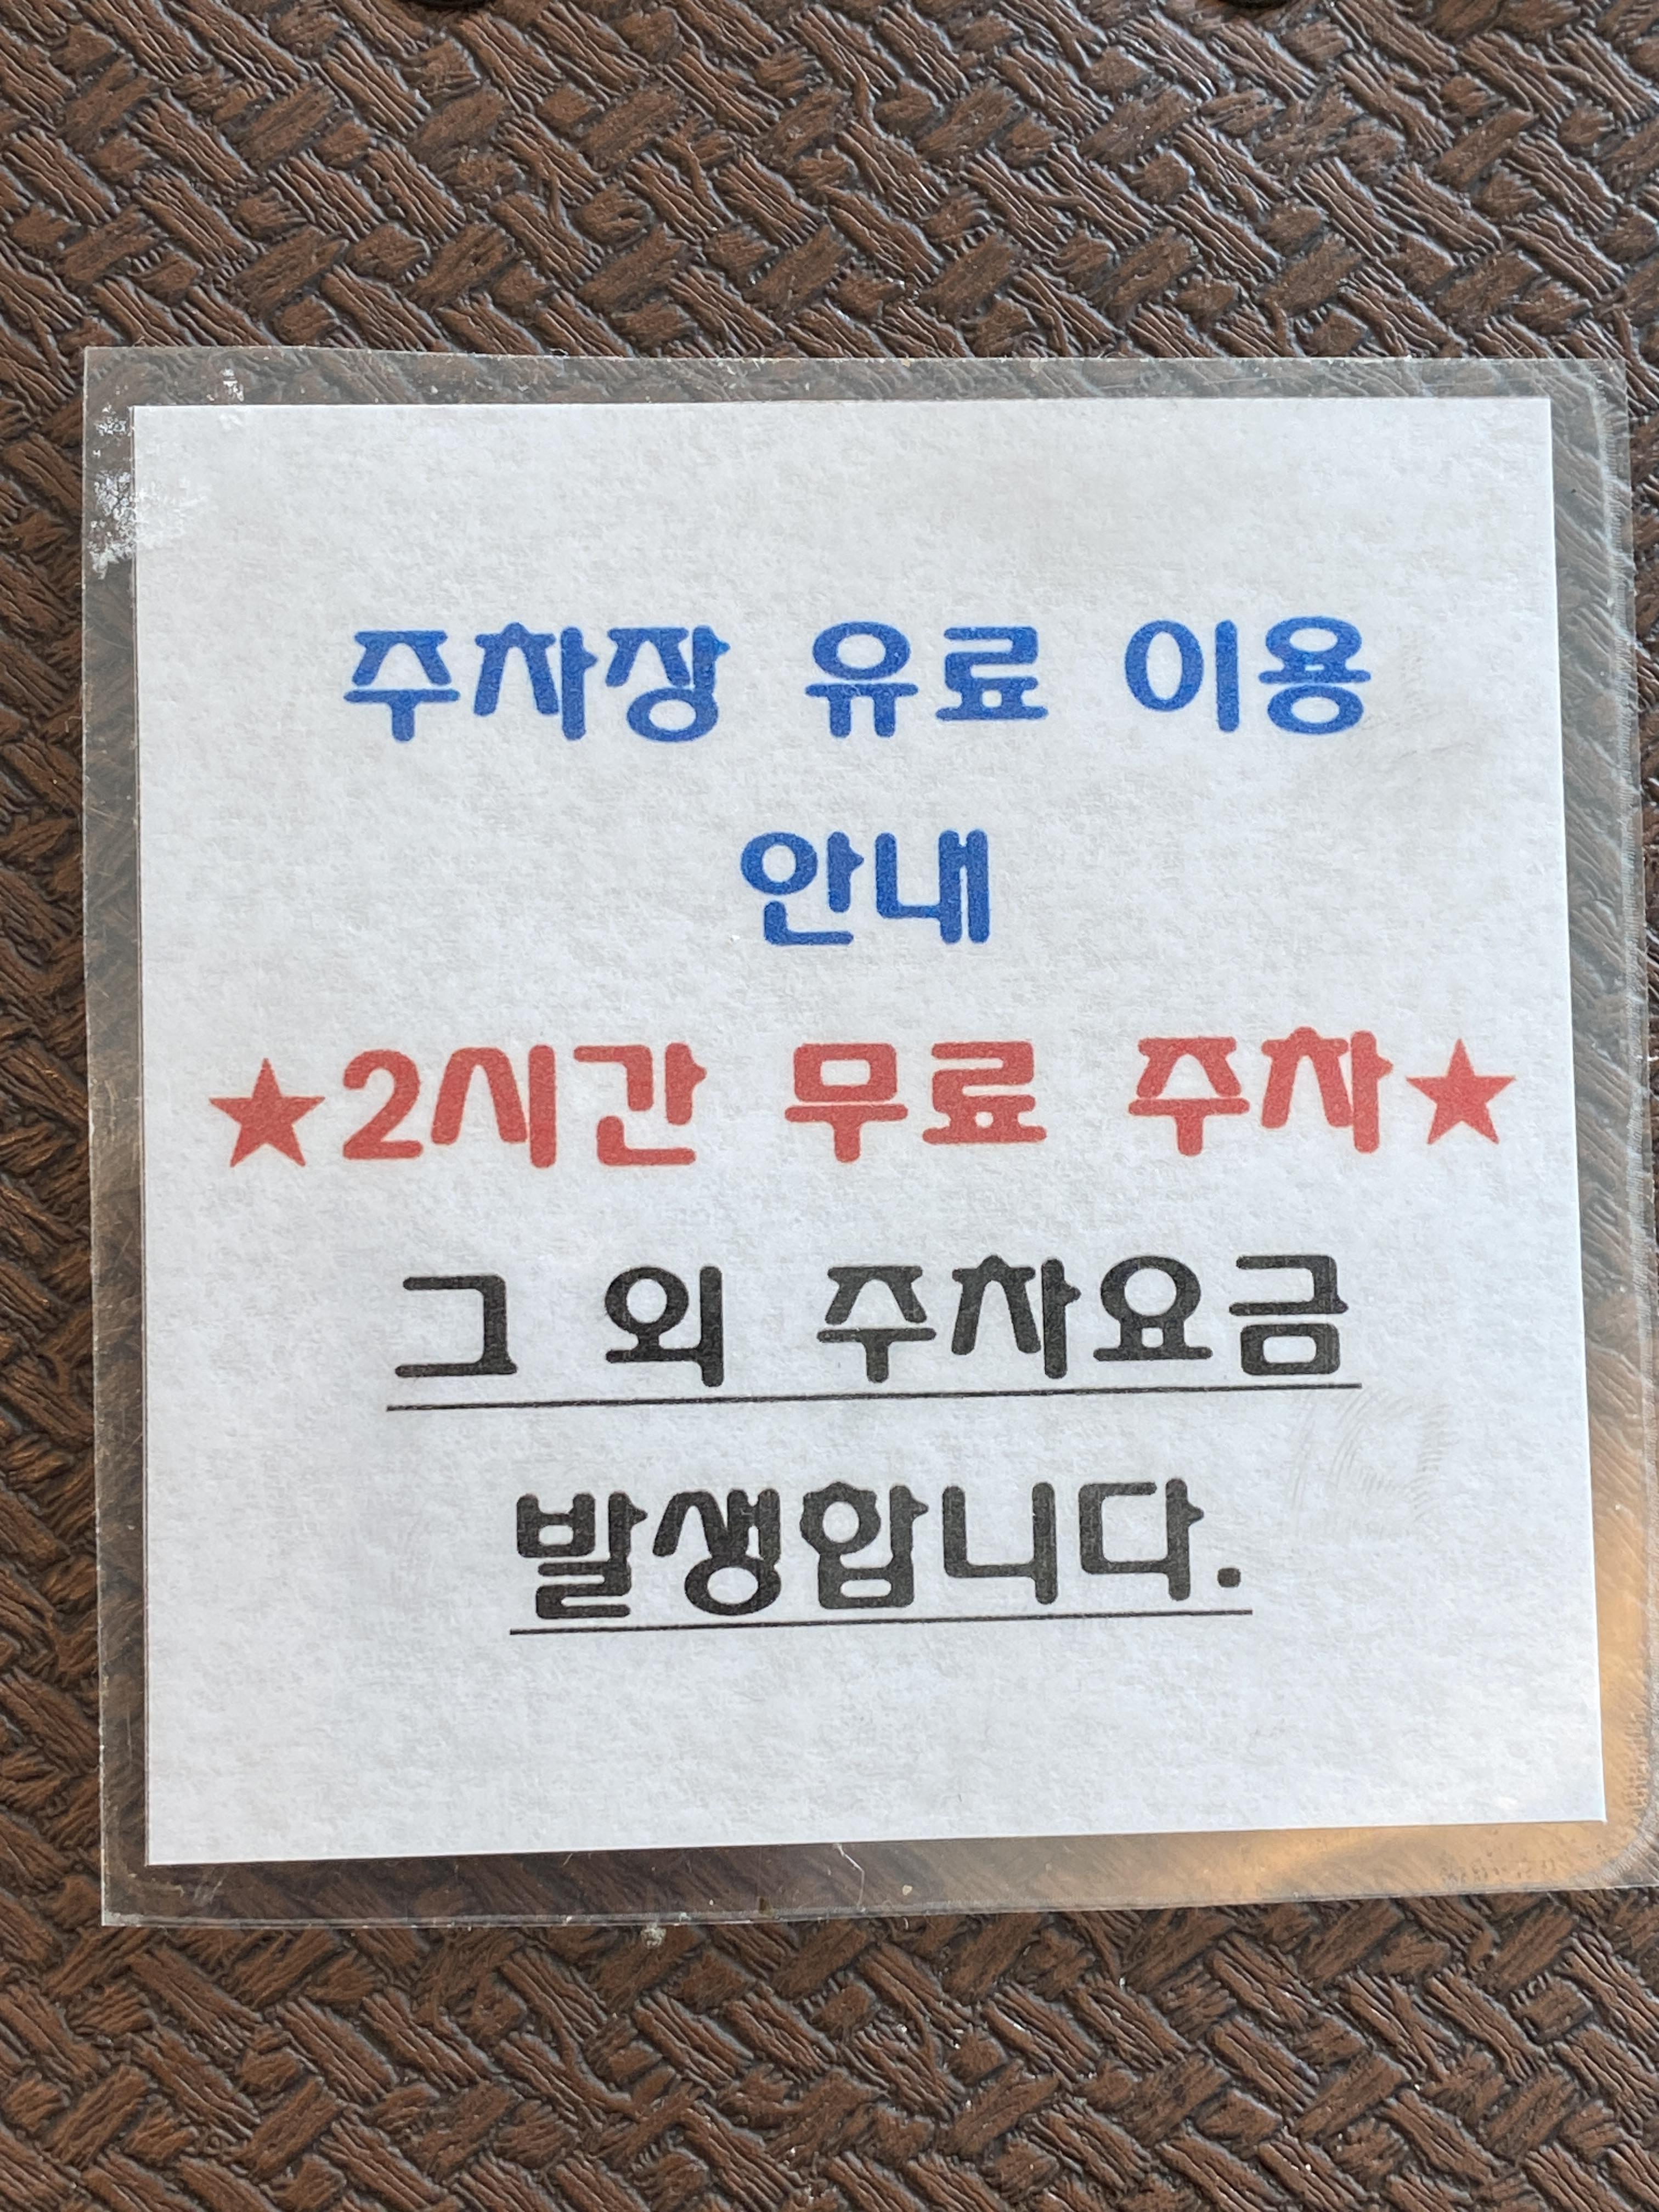 주차장 유료 이용
안내
★2시간 무료 주차★
그 외 주차요금
발생합니다.